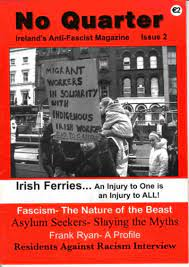 No Quarter
€2
Ireland's Anti-Fascist Magazine Issue 2
MIGRANT
WORKERS
IN SOLIDARITY
WITH
INDIGENOUS
IRISH WORKERS
Irish Ferries... An Injury to One is
an Injury to ALL!
Fascism- The Nature of the Beast
Asylum Seekers- Slaying the Myths
Frank Ryan- A Profile
Residents Against Racism Interview